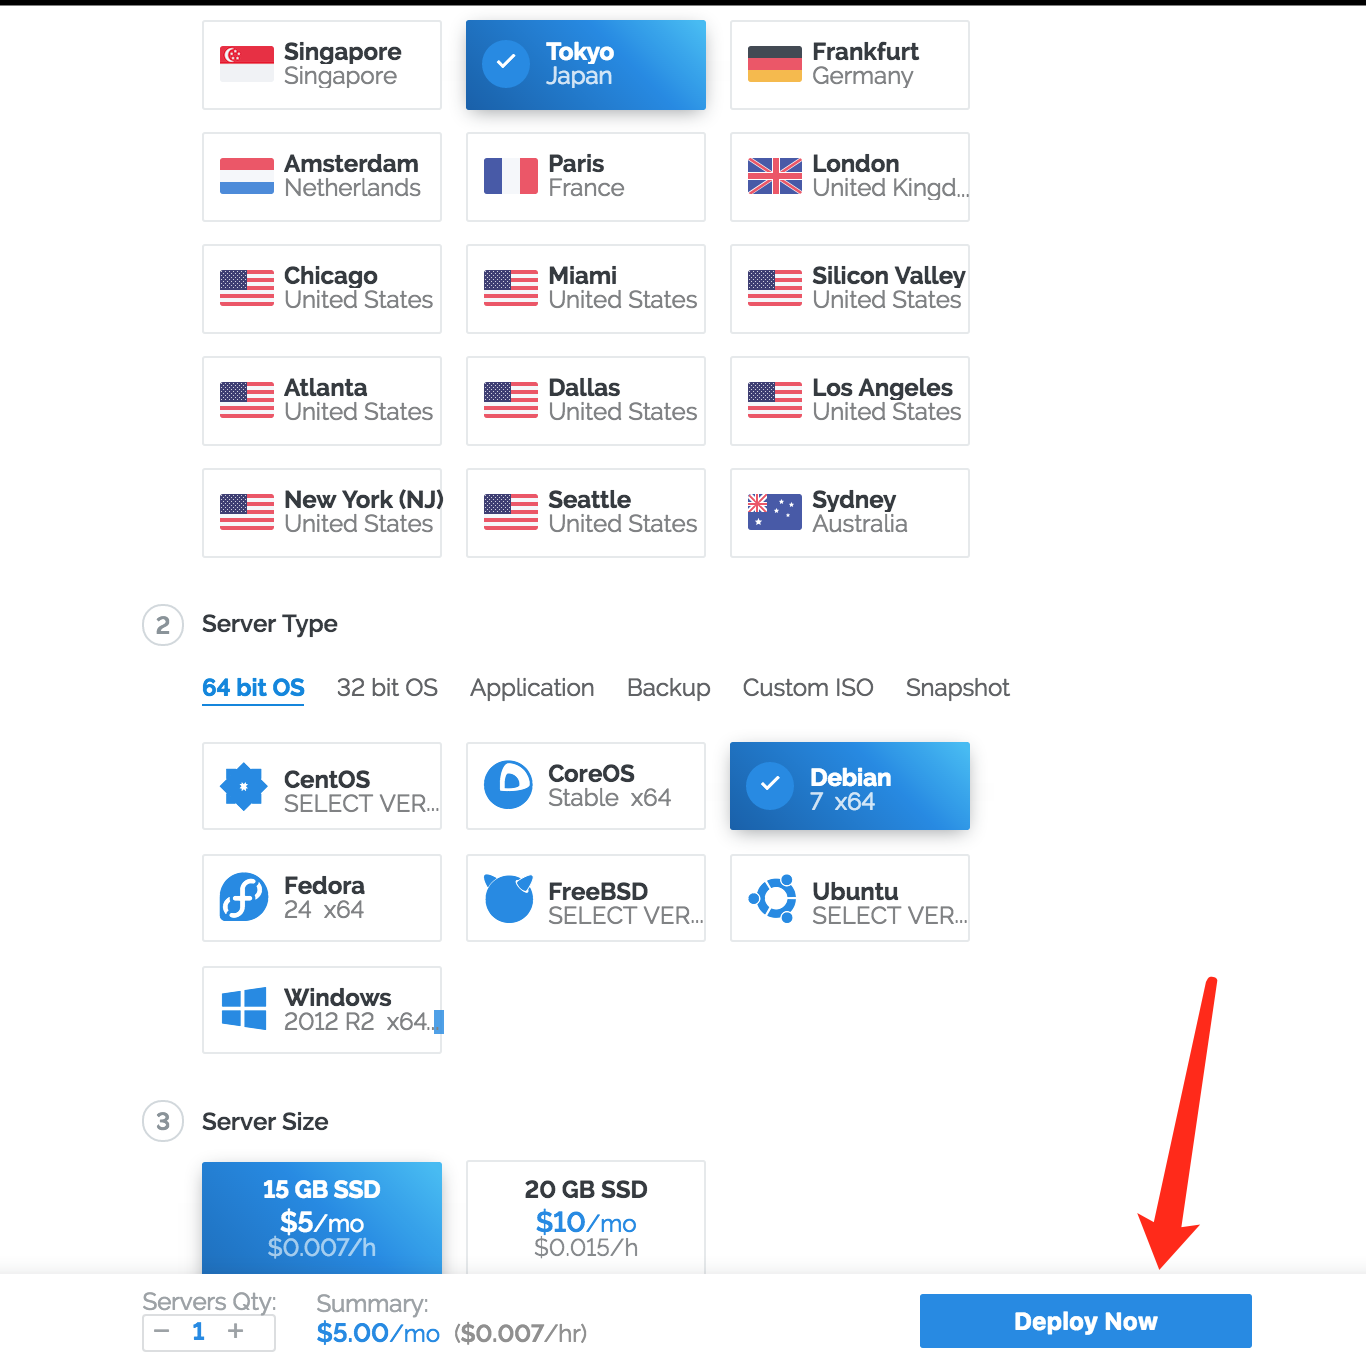 Singapore
Singapore
Tokyo
Japan
Frankfurt
Germany
Amsterdam
Netherlands
Paris
France
London
United Kingd...
Chicago
United States
Miami
United States
Silicon Valley
United States
Atlanta
United States
Dallas
United States
Los Angeles
United States
New York (NJ)
United States
Seattle
United States
Sydney
Australia
2 Server Type
64 bit OS 32 bit OS Application Backup Custom ISO Snapshot
CentOS
SELECT VER...
CoreOS
Stable x64
Debian
7 x64
Fedora
24 x64
FreeBSD
SELECT VER...
Ubuntu
SELECT VER...
Windows
2012 R2 x64...
3 Server Size
15 GB SSD
$5/mo
$0.007/h
20 GB SSD
$10/mo
$0.015/h
Servers Qty:
− 1 +
Summary:
$5.00/mo ($0.007/hr)
Deploy Now